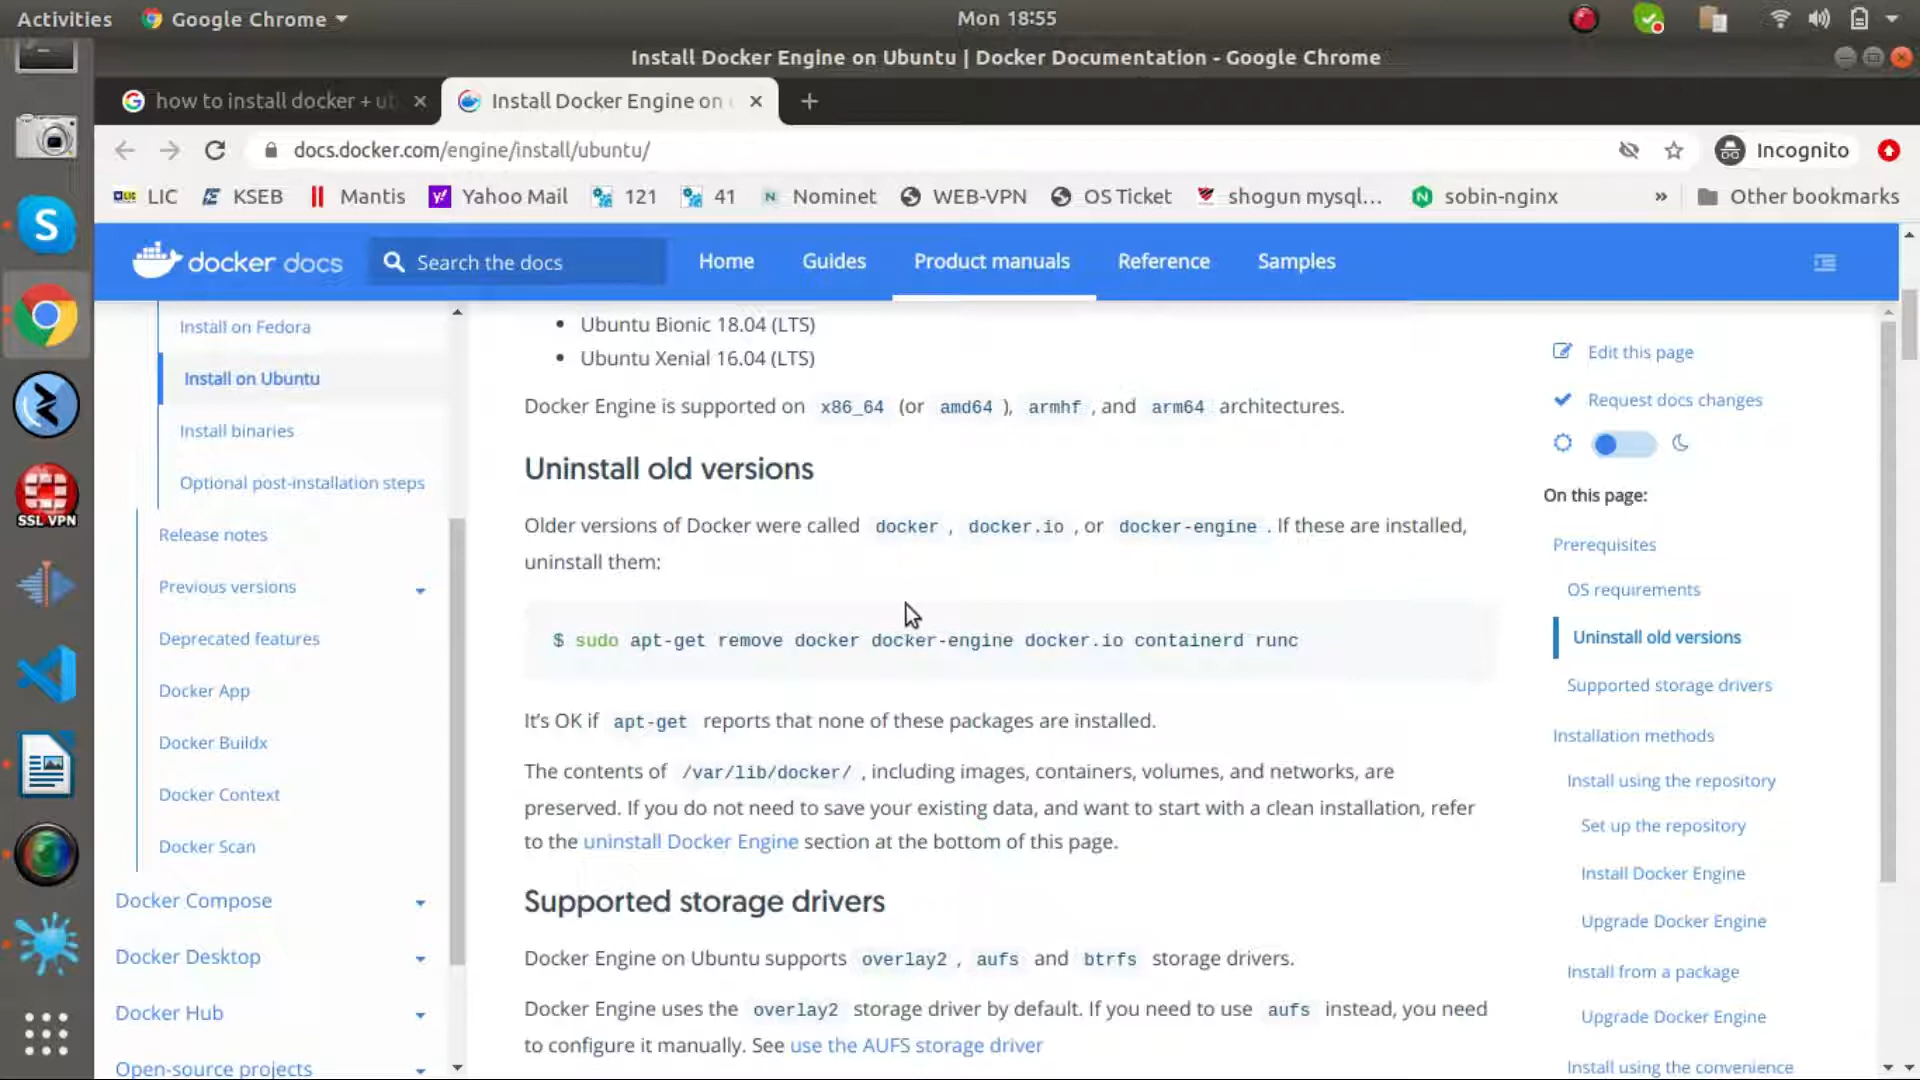 Activities
Google Chrome
Mon 18:55
Install Docker Engine on Ubuntu | Docker Documentation - Google Chrome
how to install docker + ub
Install Docker Engine on
docs.docker.com/engine/install/ubuntu/
Incognito
LIC
KSEB
Mantis
Yahoo Mail
121
41
Nominet
WEB-VPN
OS Ticket
shogun mysql...
sobin-nginx
»
Other bookmarks
docker docs
Search the docs
Home
Guides
Product manuals
Reference
Samples
SSL VPN
Install on Fedora
Install on Ubuntu
Install binaries
Optional post-installation steps
Release notes
Previous versions
Deprecated features
Docker App
Docker Buildx
Docker Context
Docker Scan
Docker Compose
Docker Desktop
Docker Hub
Open-source projects
• Ubuntu Bionic 18.04 (LTS)
• Ubuntu Xenial 16.04 (LTS)
Docker Engine is supported on x86_64 (or amd64 ), armhf , and arm64 architectures.
Uninstall old versions
Older versions of Docker were called docker , docker.io , or docker-engine . If these are installed,
uninstall them:
$ sudo apt-get remove docker docker-engine docker.io containerd runc
It's OK if apt-get reports that none of these packages are installed.
The contents of /var/lib/docker/ , including images, containers, volumes, and networks, are
preserved. If you do not need to save your existing data, and want to start with a clean installation, refer
to the uninstall Docker Engine section at the bottom of this page.
Supported storage drivers
Docker Engine on Ubuntu supports overlay2 , aufs and btrfs storage drivers.
Docker Engine uses the overlay2 storage driver by default. If you need to use aufs instead, you need
to configure it manually. See use the AUFS storage driver
Edit this page
Request docs changes
On this page:
Prerequisites
OS requirements
Uninstall old versions
Supported storage drivers
Installation methods
Install using the repository
Set up the repository
Install Docker Engine
Upgrade Docker Engine
Install from a package
Upgrade Docker Engine
Install using the convenience